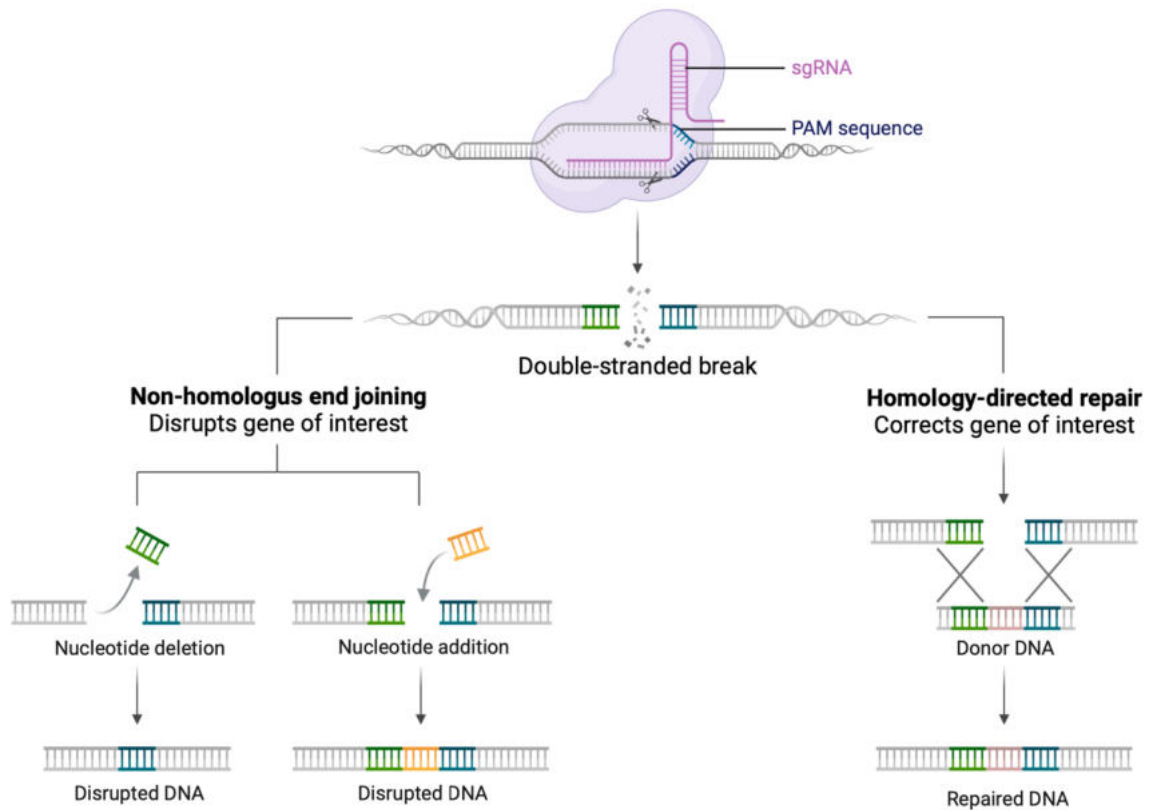 sgRNA
PAM sequence
Double-stranded break
Non-homologus end joining
Disrupts gene of interest
Homology-directed repair
Corrects gene of interest
Nucleotide deletion
Nucleotide addition
Donor DNA
Disrupted DNA
Disrupted DNA
Repaired DNA